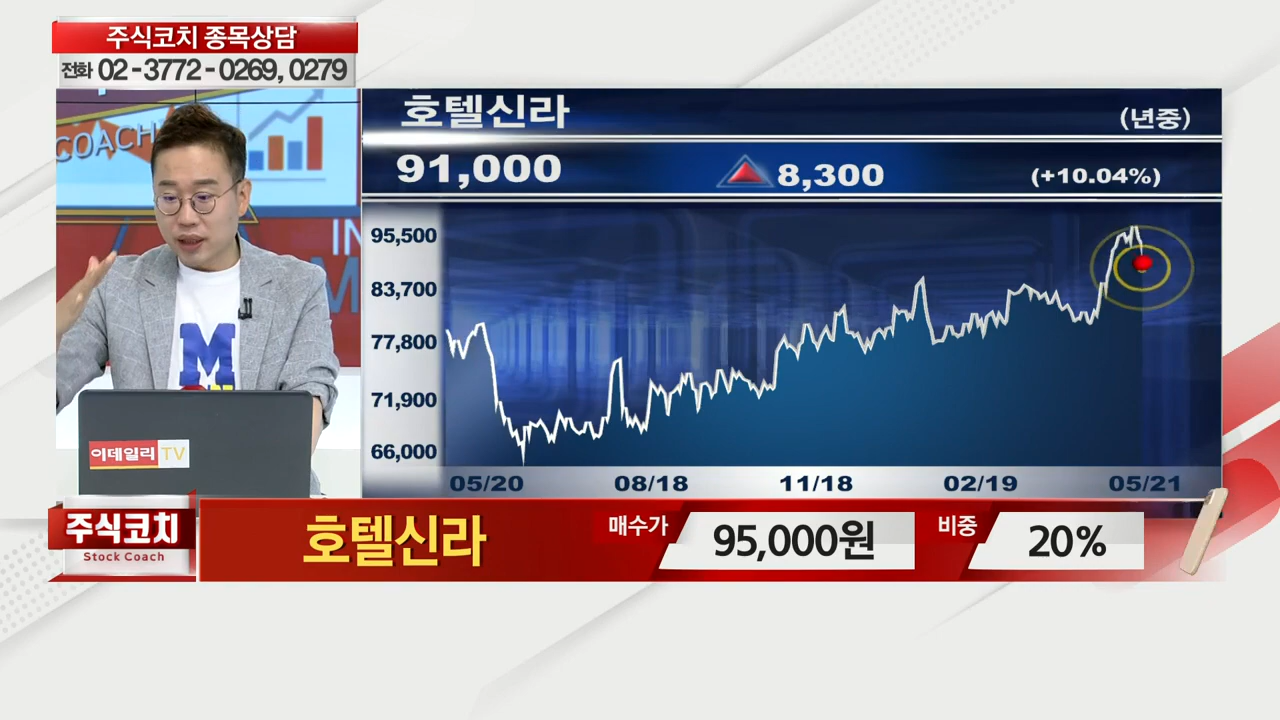 주식코치 종목상담
전화 02-3772-0269, 0279
COACH
IN
M
M
이데일리 TV
호텔신라
(년중)
91,000
8,300
(+10.04%)
95,500
83,700
77,800
71,900
66,000
05/20
08/18
11/18
02/19
05/21
주식코치
Stock Coach
호텔신라
매수가
95,000원
비중
20%